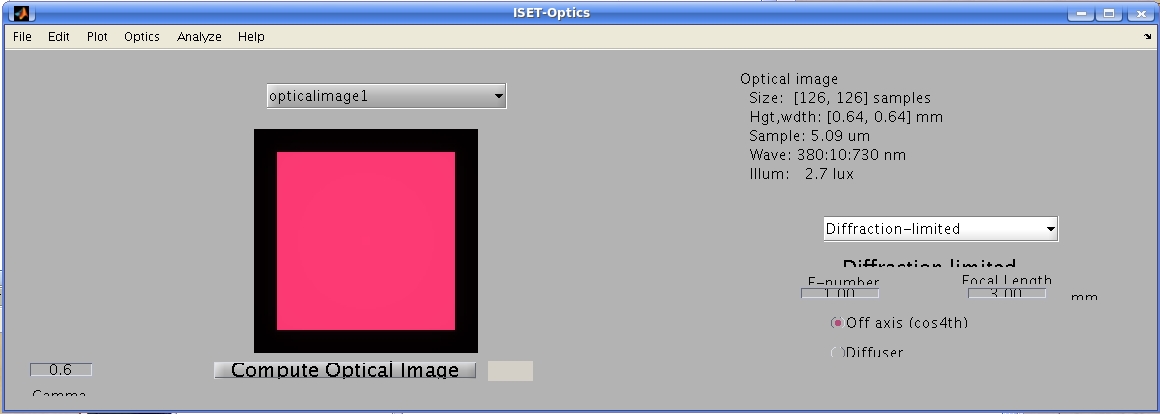 ISET-Optics
File Edit Plot Optics Analyze Help
opticalimage1
Optical image
Size: [126, 126] samples
Hgt,wdth: [0.64, 0.64] mm
Sample: 5.09 um
Wave: 380:10:730 nm
Illum: 2.7 lux
Diffraction-limited
Diffraction limited
F-number Focal Length
1.00 3.00 mm
Off axis (cos4th)
Diffuser
Compute Optical Image
0.6
Gamma